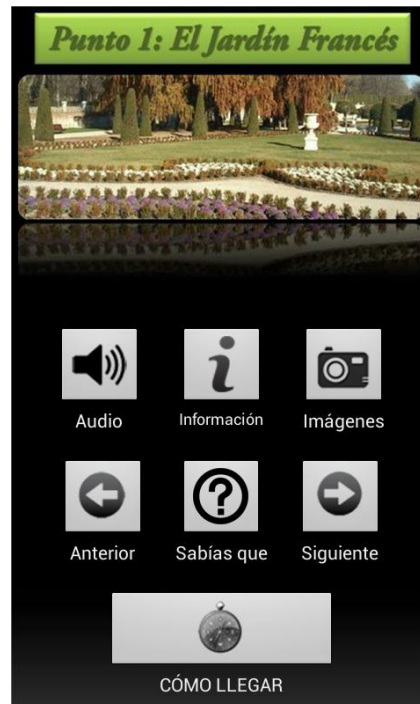 Punto 1: El Jardín Francés
Audio
Información
Imágenes
Anterior
Sabías que
Siguiente
CÓMO LLEGAR